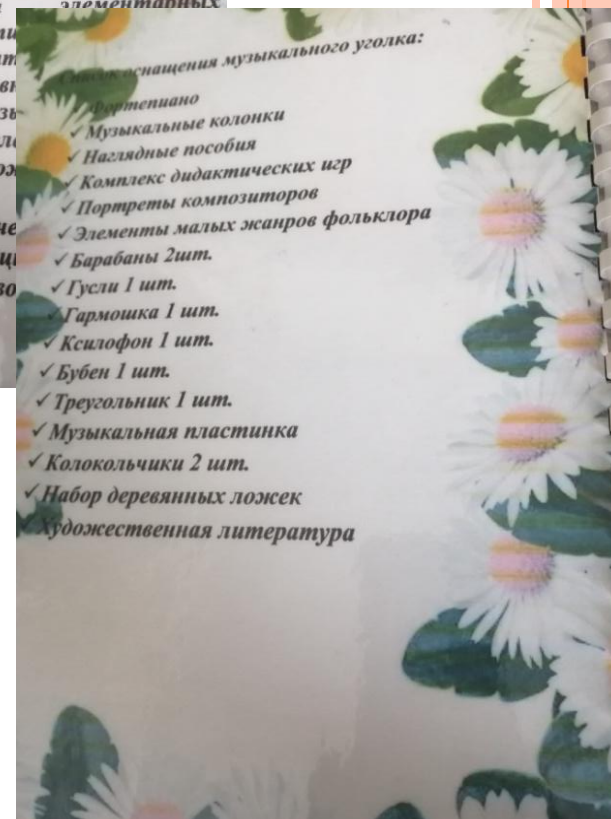 элементарных
Список оснащения музыкального уголка:
Фортепиано
✓ Музыкальные колонки
✓ Наглядные пособия
✓ Комплекс дидактических игр
✓ Портреты композиторов
✓ Элементы малых жанров фольклора
✓ Барабаны 2шт.
✓ Гусли 1 шт.
✓ Гармошка 1 шт.
✓ Ксилофон 1 шт.
✓ Бубен 1 шт.
✓ Треугольник 1 шт.
✓ Музыкальная пластинка
✓ Колокольчики 2 шт.
✓ Набор деревянных ложек
✓ Художественная литература